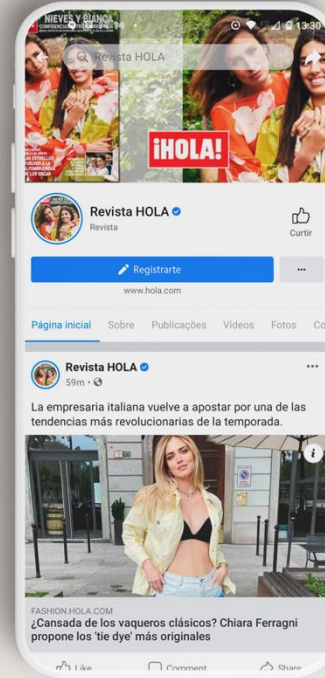 NIEVES Y BIANCA
13:30
Revista HOLA
¡HOLA!
Revista HOLA
Revista
Curtir
Registrarte
...
www.hola.com
Página inicial Sobre Publicações Vídeos Fotos Co
Revista HOLA
...
59m
La empresaria italiana vuelve a apostar por una de las
tendencias más revolucionarias de la temporada.
i
FASHION.HOLA.COM
¿Cansada de los vaqueros clásicos? Chiara Ferragni
propone los 'tie dye' más originales
Like Comment Share